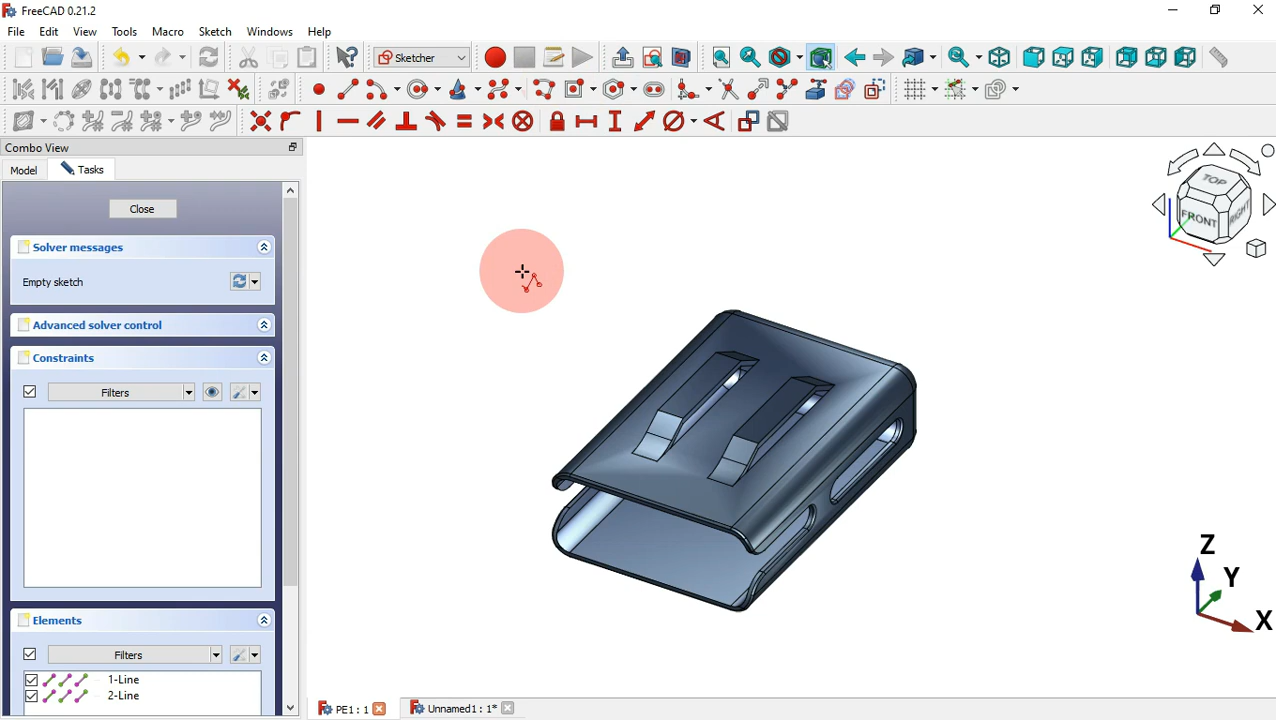 FreeCAD 0.21.2
File Edit View Tools Macro Sketch Windows Help
Sketcher
Combo View
Model Tasks
Close
Solver messages
Empty sketch
Advanced solver control
Constraints
Filters
Elements
Filters
1-Line
2-Line
TOP
FRONT
RIGHT
Z
Y
X
PE1 : 1
Unnamed1 : 1*